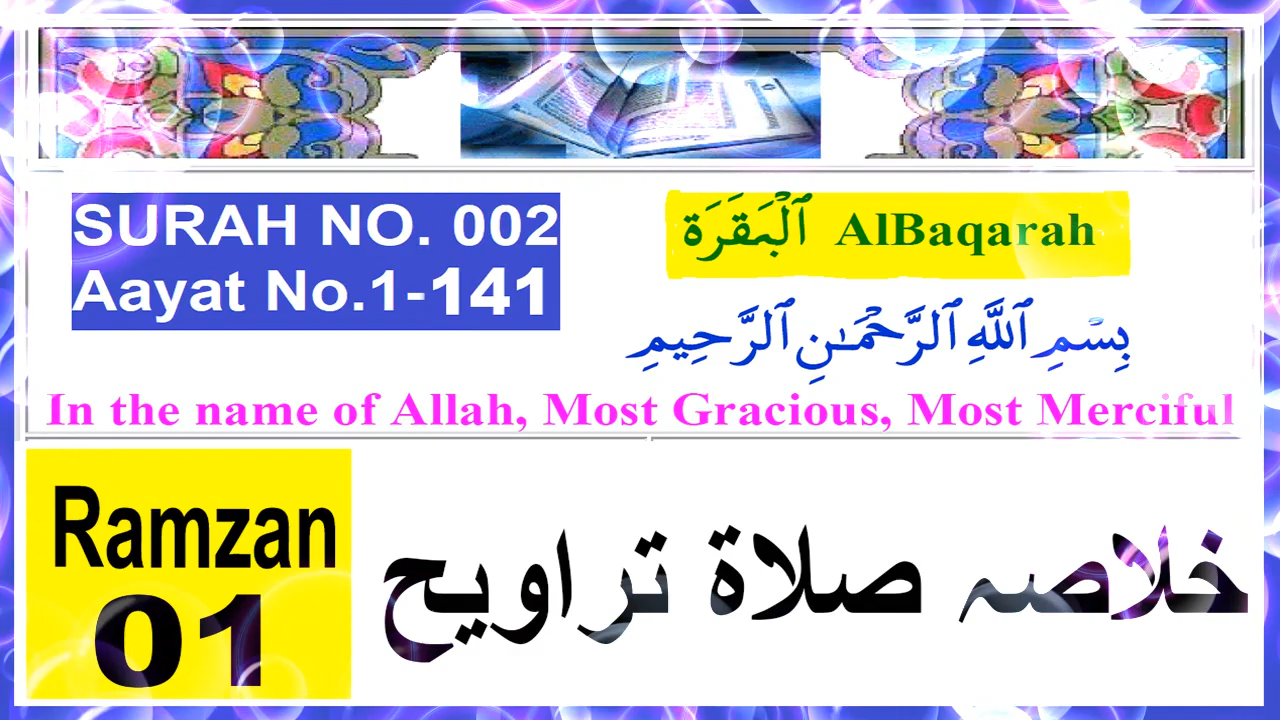 SURAH NO. 002
Aayat No.1-141
ٱلْبَقَرَة AlBaqarah
بِسْمِ ٱللَّهِ ٱلرَّحْمَـٰنِ ٱلرَّحِيمِ
In the name of Allah, Most Gracious, Most Merciful
Ramzan
01
خلاصہ صلاة تراویح